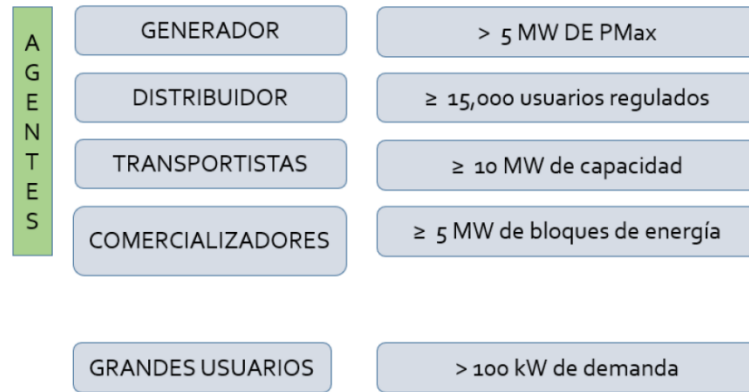 AGENTES
GENERADOR
> 5 MW DE PMax
DISTRIBUIDOR
≥ 15,000 usuarios regulados
TRANSPORTISTAS
≥ 10 MW de capacidad
COMERCIALIZADORES
≥ 5 MW de bloques de energía
GRANDES USUARIOS
> 100 kW de demanda